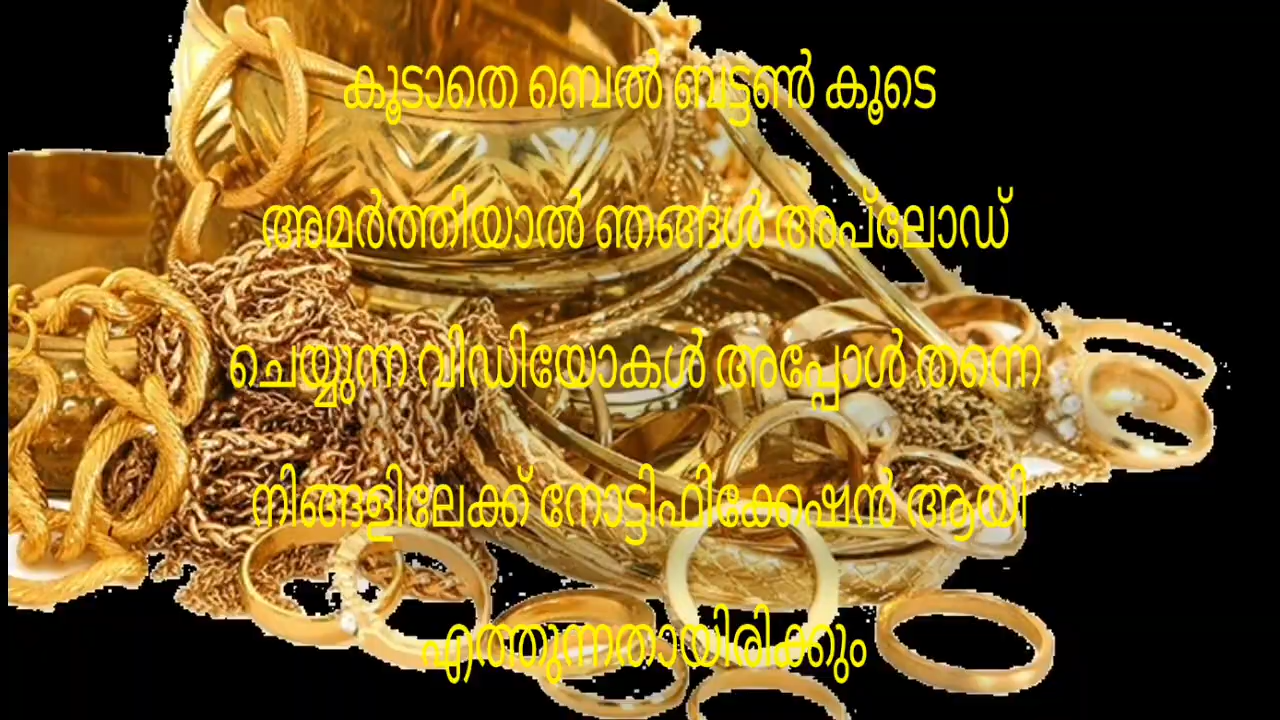 കൂടാതെ ബെൽ ബട്ടൺ കൂടെ
അമർത്തിയാൽ ഞങ്ങൾ അപ്‌ലോഡ്
ചെയ്യുന്ന വിഡിയോകൾ അപ്പോൾ തന്നെ
നിങ്ങളിലേക്ക് നോട്ടിഫിക്കേഷൻ ആയി
എത്തുന്നതായിരിക്കും